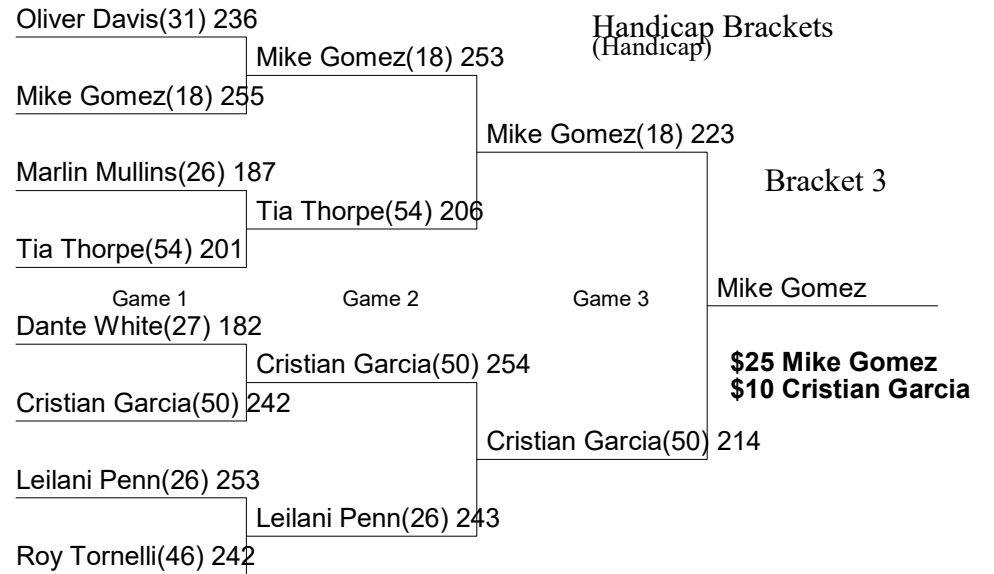 Oliver Davis(31) 236
Handicap Brackets
(Handicap)
Mike Gomez(18) 253
Mike Gomez(18) 255
Mike Gomez(18) 223
Marlin Mullins(26) 187
Bracket 3
Tia Thorpe(54) 206
Tia Thorpe(54) 201
Game 1
Game 2
Game 3
Mike Gomez
Dante White(27) 182
Cristian Garcia(50) 254
$25 Mike Gomez
$10 Cristian Garcia
Cristian Garcia(50) 242
Cristian Garcia(50) 214
Leilani Penn(26) 253
Leilani Penn(26) 243
Roy Tornelli(46) 242